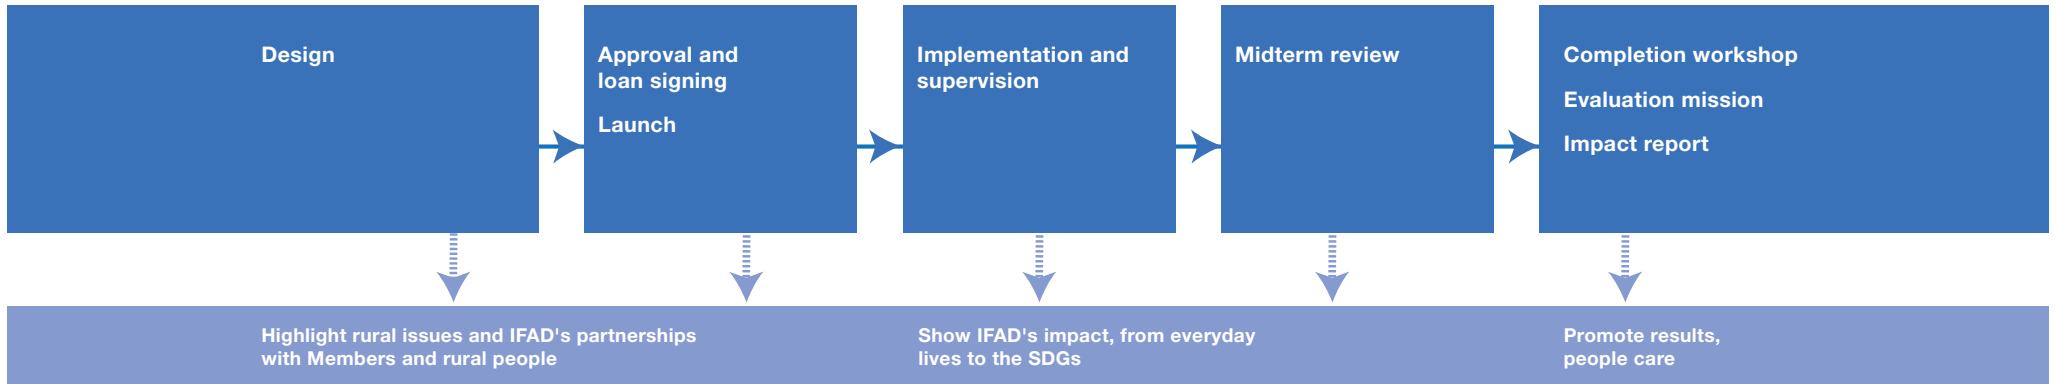 Design
Approval and
loan signing
Launch
Implementation and
supervision
Midterm review
Completion workshop
Evaluation mission
Impact report
Highlight rural issues and IFAD's partnerships
with Members and rural people
Show IFAD's impact, from everyday
lives to the SDGs
Promote results,
people care